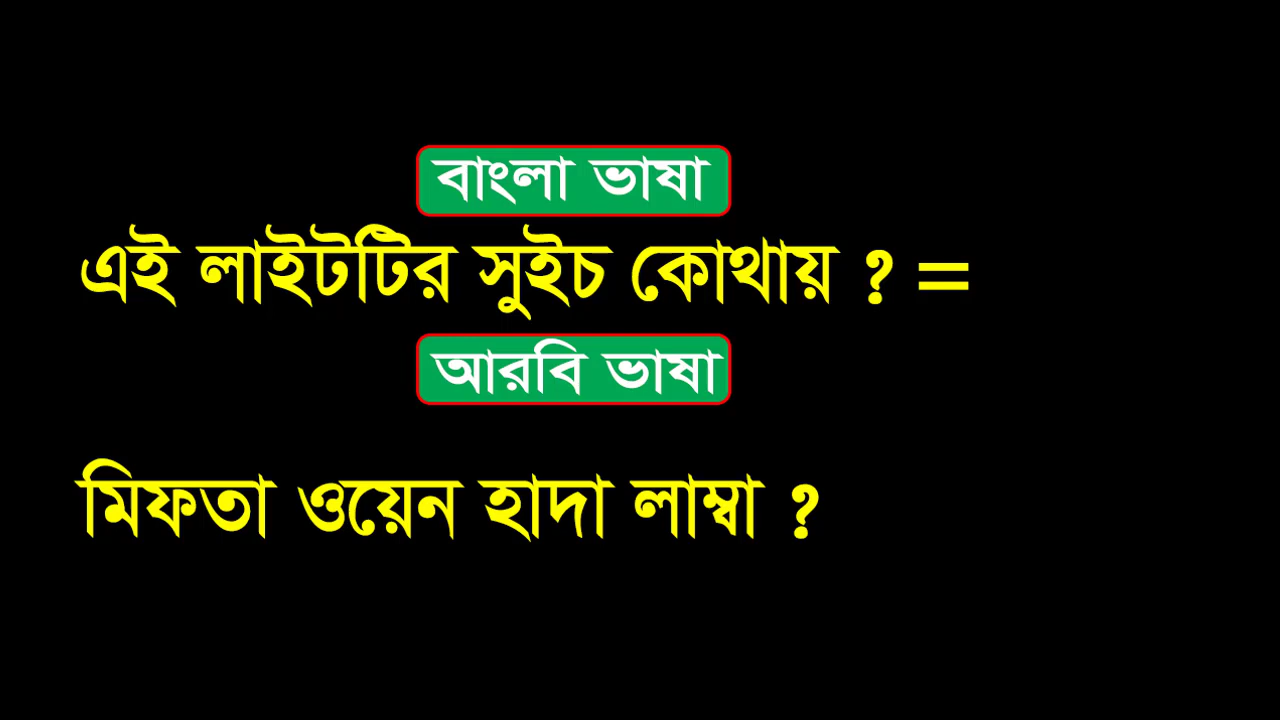 বাংলা ভাষা
এই লাইটটির সুইচ কোথায় ? =
আরবি ভাষা
মিফতা ওয়েন হাদা লাম্বা ?